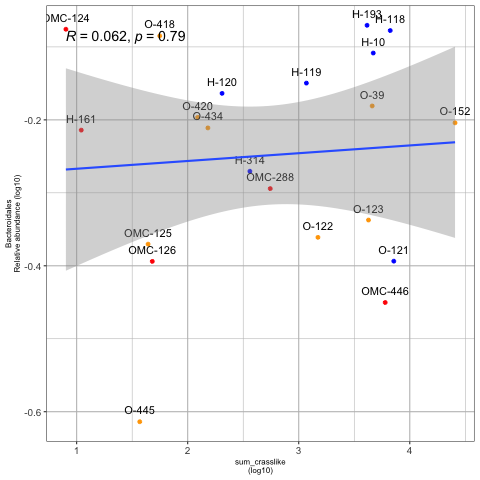 OMC-124
O-418
H-193
H-118
R = 0.062, p = 0.79
H-10
H-120
H-119
O-39
O-420
O-434
O-152
H-161
H-314
OMC-288
O-123
O-122
OMC-125
OMC-126
O-121
OMC-446
O-445
-0.2
-0.4
-0.6
1
2
3
4
sum_crasslike
(log10)
Bacteroidales
Relative abundance (log10)